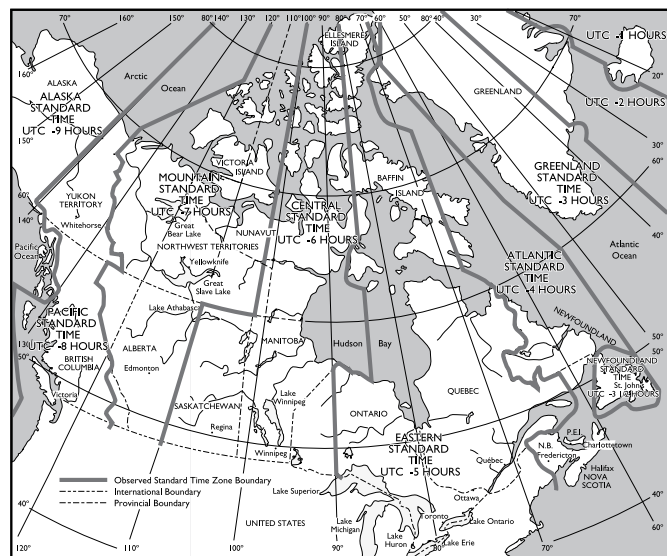 70° 140° 150° 130° 120° 110° 100° 90° 80° 70° 60° 50° 80° 40° 70°
ELLESMERE
ISLAND
UTC -1 HOURS
160°
ALASKA
Arctic
Ocean
20°
ALASKA
STANDARD
TIME
UTC -9 HOURS
GREENLAND
UTC -2 HOURS
150°
30°
60°
VICTORIA
ISLAND
BAFFIN
ISLAND
GREENLAND
STANDARD
TIME
UTC -3 HOURS
MOUNTAIN
STANDARD
TIME
UTC -7 HOURS
60°
YUKON
TERRITORY
Whitehorse
140°
CENTRAL
STANDARD
TIME
UTC -6 HOURS
Great
Bear Lake
NUNAVUT
NORTHWEST TERRITORIES
Pacific
Ocean
Yellowknife
Great
Slave Lake
ATLANTIC
STANDARD
TIME
UTC -4 HOURS
Atlantic
Ocean
40°
PACIFIC
STANDARD
TIME
UTC -8 HOURS
Lake Athabasca
NEWFOUNDLAND
130°
50°
BRITISH
COLUMBIA
ALBERTA
Edmonton
MANITOBA
Hudson Bay
50°
50°
NEWFOUNDLAND
STANDARD
TIME
St. John's
UTC -3 1/2 HOURS
Victoria
SASKATCHEWAN
Regina
Lake
Winnipeg
Winnipeg
ONTARIO
QUEBEC
EASTERN
STANDARD
TIME
UTC -5 HOURS
P.E.I.
Charlottetown
N.B.
Fredericton
Halifax
NOVA
SCOTIA
Québec
Ottawa
Observed Standard Time Zone Boundary
International Boundary
Provincial Boundary
Lake Superior
40°
UNITED STATES
Lake
Michigan
Lake
Huron
Toronto
Lake Ontario
Lake Erie
40°
60°
120° 110° 100° 90° 80° 70°